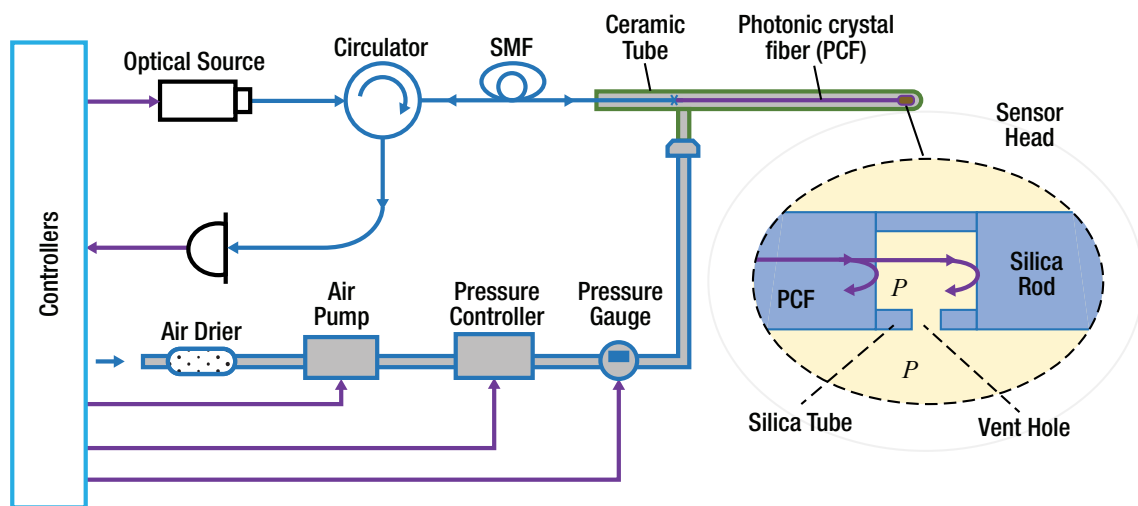 Optical Source
Circulator
SMF
Ceramic
Tube
Photonic crystal
fiber (PCF)
Sensor
Head
Controllers
PCF
P
Silica
Rod
Air Drier
Air
Pump
Pressure
Controller
Pressure
Gauge
P
Silica Tube
Vent Hole